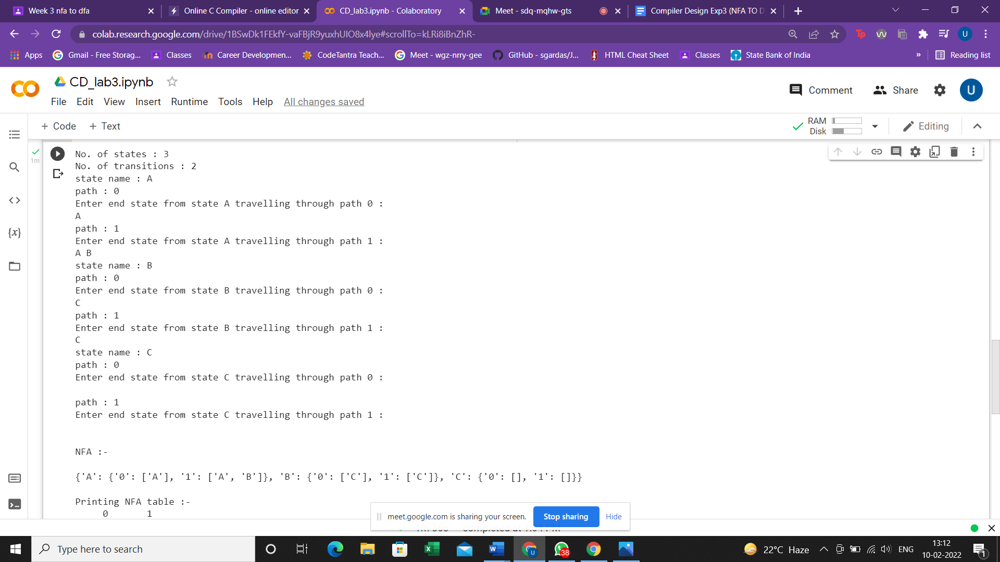 Week 3 nfa to dfa
Online C Compiler - online editor
CD_lab3.ipynb - Colaboratory
Meet - sdq-mqhw-gts
Compiler Design Exp3 (NFA TO D
colab.research.google.com/drive/1BSwDk1FEkfY-vaFBjR9yuxhUIO8x4lye#scrollTo=kLRi8iBnZhR-
Tp
U
Apps
Gmail - Free Storag...
Classes
Career Developmen...
CodeTantra Teach...
Meet - wgz-nrry-gee
GitHub - sgardas/J...
HTML Cheat Sheet
Classes
State Bank of India
»
Reading list
CD_lab3.ipynb
Comment
Share
U
File Edit View Insert Runtime Tools Help All changes saved
+ Code + Text
RAM
Disk
Editing
1m
No. of states : 3
No. of transitions : 2
state name : A
path : 0
Enter end state from state A travelling through path 0 :
A
path : 1
Enter end state from state A travelling through path 1 :
A B
state name : B
path : 0
Enter end state from state B travelling through path 0 :
C
path : 1
Enter end state from state B travelling through path 1 :
C
state name : C
path : 0
Enter end state from state C travelling through path 0 :
path : 1
Enter end state from state C travelling through path 1 :
NFA :-
{'A': {'0': ['A'], '1': ['A', 'B']}, 'B': {'0': ['C'], '1': ['C']}, 'C': {'0': [], '1': []}}
Printing NFA table :-
0 1
{x}
meet.google.com is sharing your screen.
Stop sharing
Hide
Type here to search
38
22°C Haze
ENG
13:12
10-02-2022
1